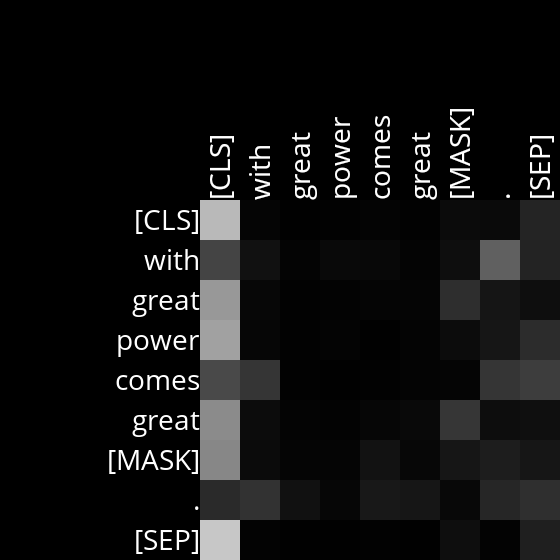 [CLS]
with
great
power
comes
great
[MASK]
.
[SEP]
[CLS]
with
great
power
comes
great
[MASK]
.
[SEP]